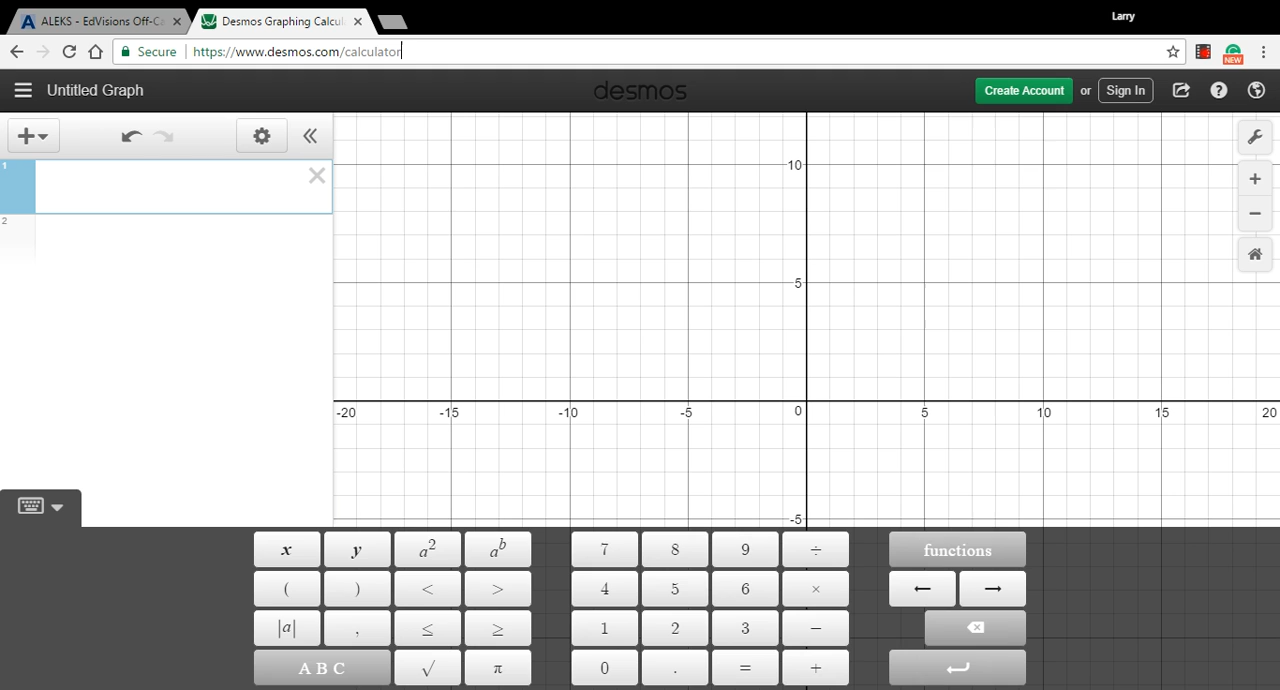 Larry
ALEKS - EdVisions Off-Ca
Desmos Graphing Calcul
Secure
https://www.desmos.com/calculator
NEW
Untitled Graph
desmos
Create Account or Sign In
1
2
10
5
-20 -15 -10 -5 0 5 10 15 20
-5
x y a² aᵇ 7 8 9 ÷ functions
( ) < > 4 5 6 × ← →
|a| , ≤ ≥ 1 2 3 −
A B C √ π 0 . = +